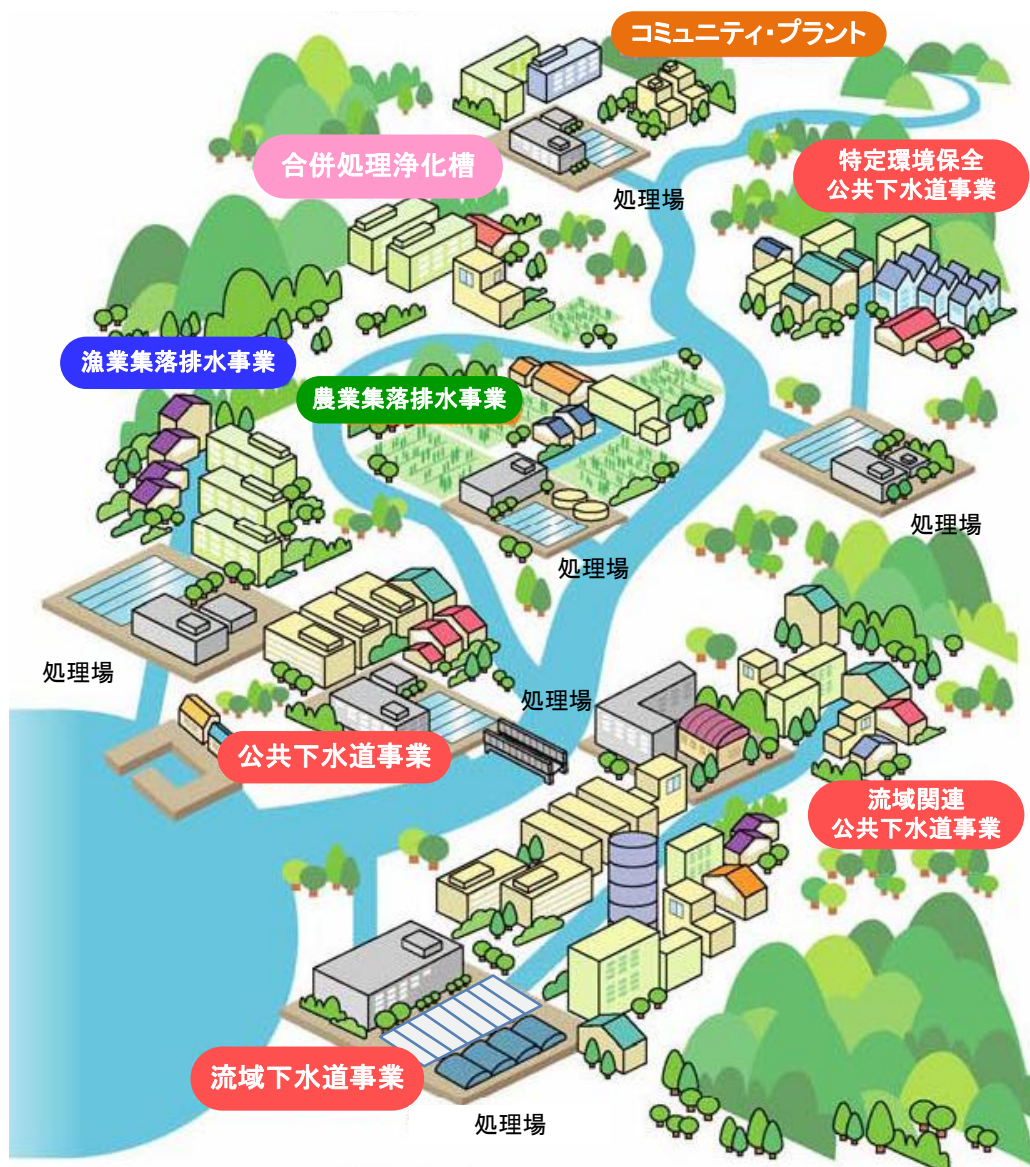 コミュニティ・プラント
合併処理浄化槽
特定環境保全
公共下水道事業
処理場
漁業集落排水事業
農業集落排水事業
処理場
処理場
処理場
処理場
公共下水道事業
流域関連
公共下水道事業
流域下水道事業
処理場